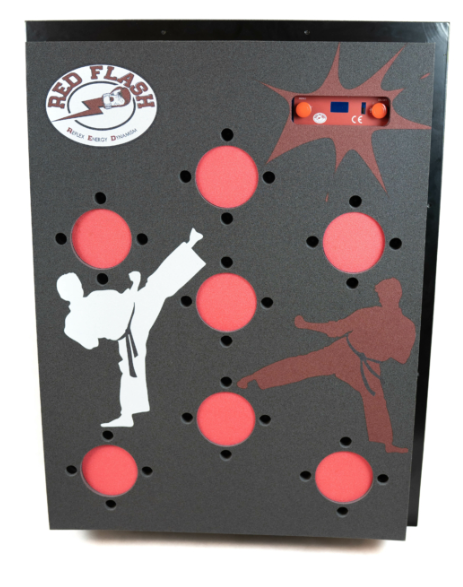 RED FLASH
REFLEX ENERGY DYNAMISM
CE